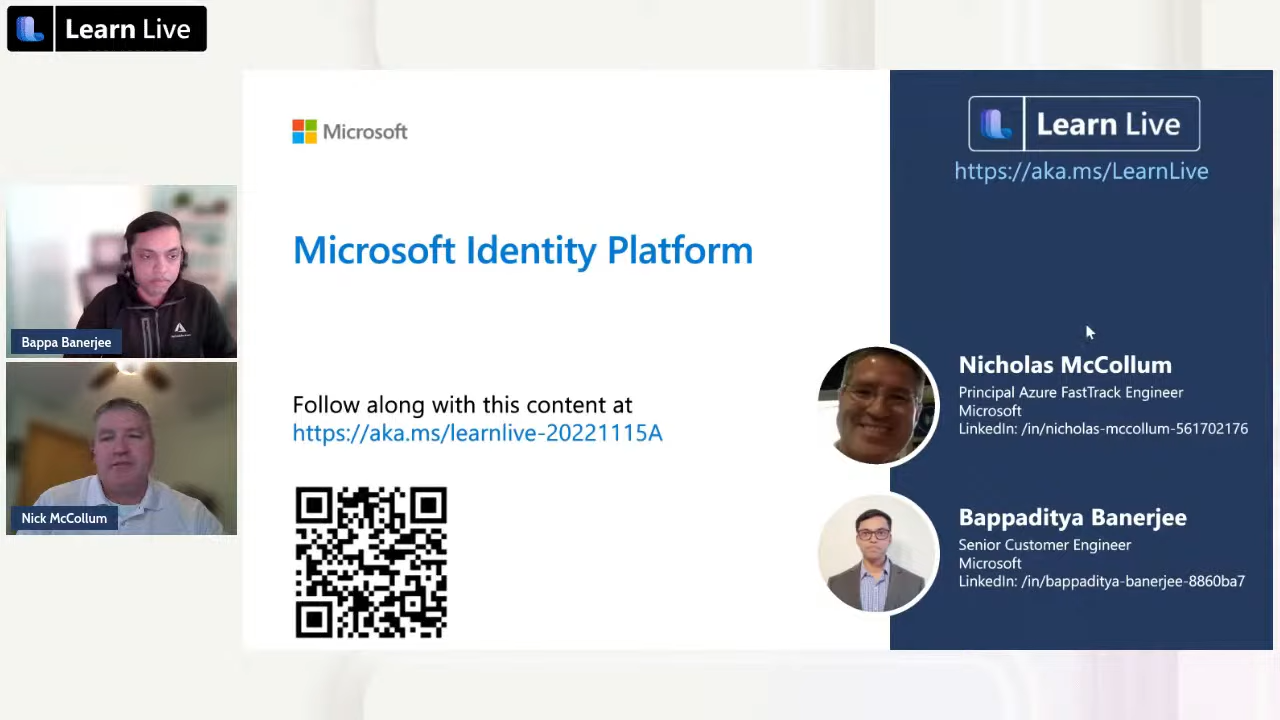 Learn Live
Microsoft
Learn Live
https://aka.ms/LearnLive
Microsoft Identity Platform
Bappa Banerjee
Nick McCollum
Follow along with this content at
https://aka.ms/learnlive-20221115A
Nicholas McCollum
Principal Azure FastTrack Engineer
Microsoft
LinkedIn: /in/nicholas-mccollum-561702176
Bappaditya Banerjee
Senior Customer Engineer
Microsoft
LinkedIn: /in/bappaditya-banerjee-8860ba7